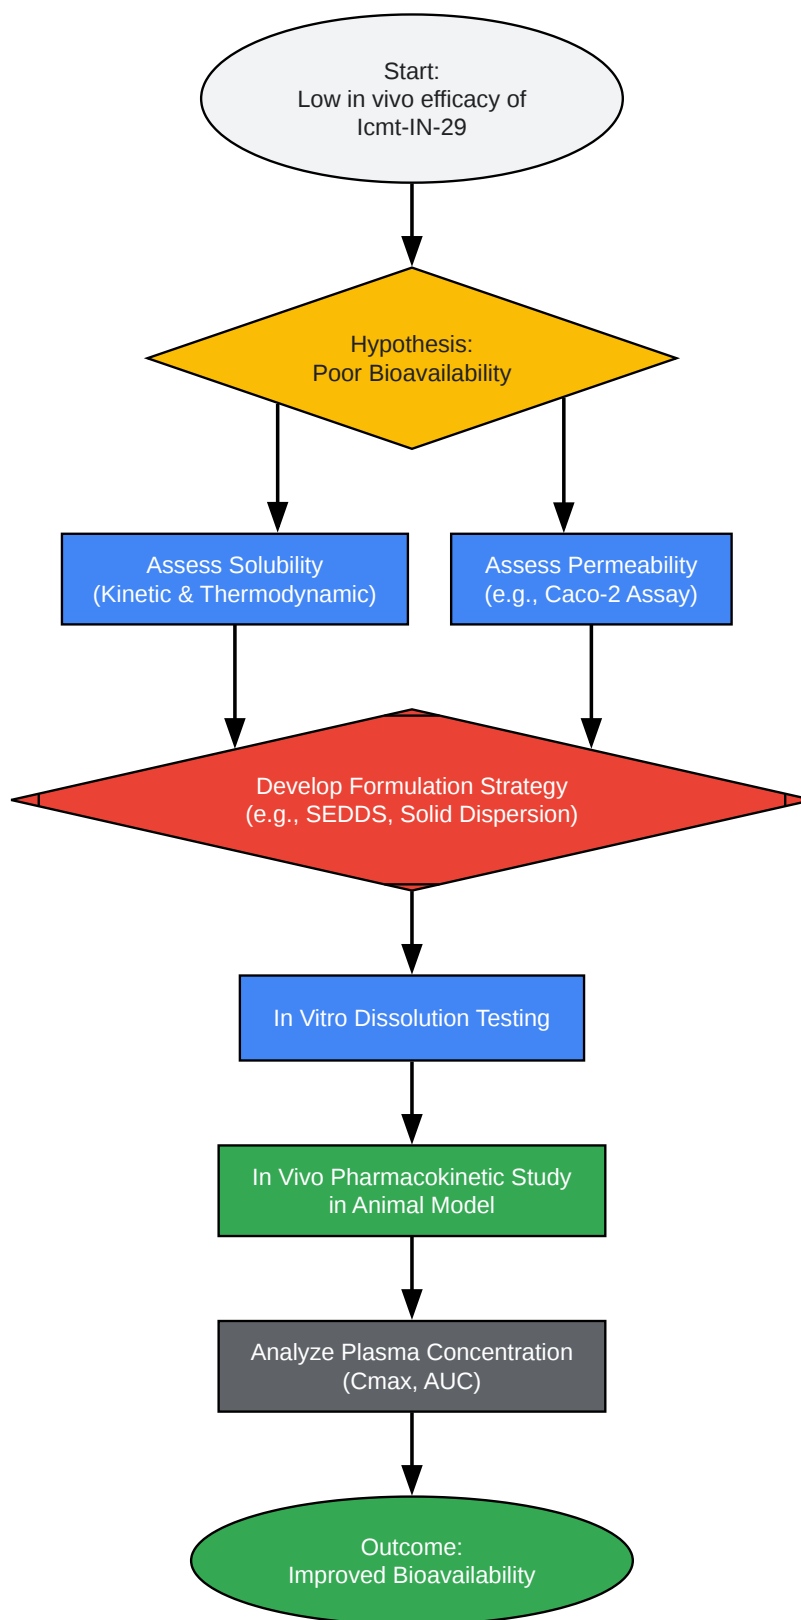 Start:
Low in vivo efficacy of
Icmt-IN-29
Hypothesis:
Poor Bioavailability
Assess Solubility
(Kinetic & Thermodynamic)
Assess Permeability
(e.g., Caco-2 Assay)
Develop Formulation Strategy
(e.g., SEDDS, Solid Dispersion)
In Vitro Dissolution Testing
In Vivo Pharmacokinetic Study
in Animal Model
Analyze Plasma Concentration
(Cmax, AUC)
Outcome:
Improved Bioavailability